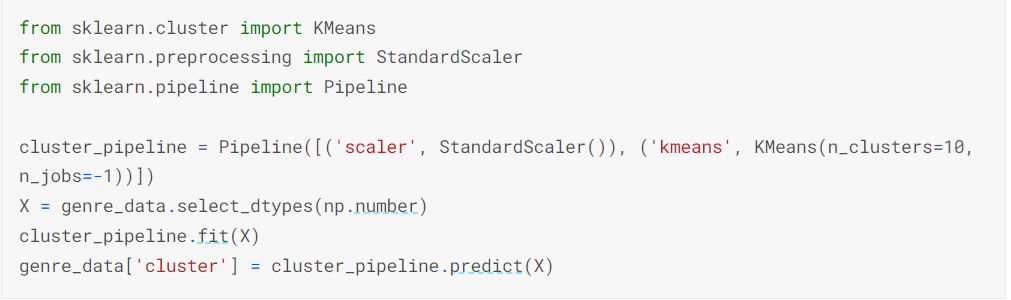 from sklearn.cluster import KMeans
from sklearn.preprocessing import StandardScaler
from sklearn.pipeline import Pipeline
cluster_pipeline = Pipeline([('scaler', StandardScaler()), ('kmeans', KMeans(n_clusters=10,
n_jobs=-1))])
X = genre_data.select_dtypes(np.number)
cluster_pipeline.fit(X)
genre_data['cluster'] = cluster_pipeline.predict(X)